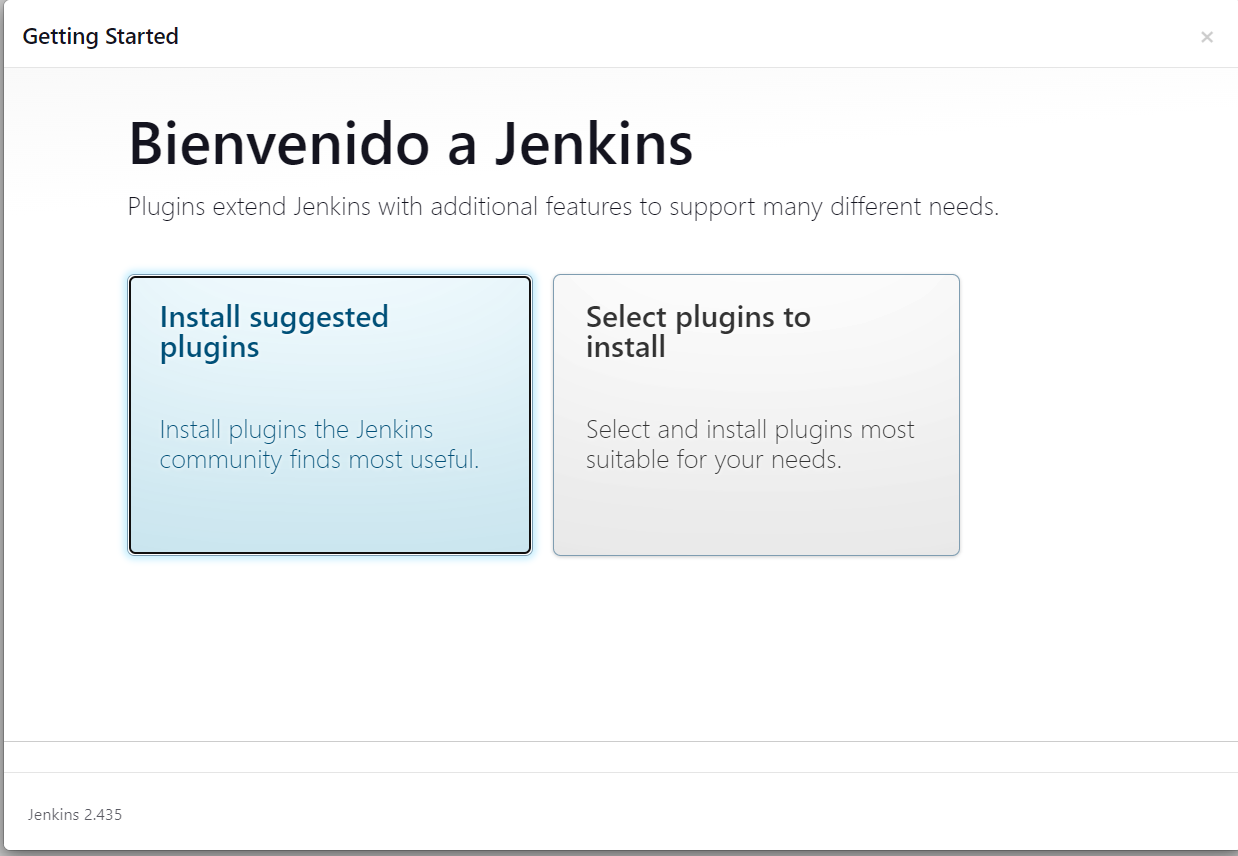 Getting Started
×
Bienvenido a Jenkins
Plugins extend Jenkins with additional features to support many different needs.
Install suggested
plugins
Install plugins the Jenkins
community finds most useful.
Select plugins to
install
Select and install plugins most
suitable for your needs.
Jenkins 2.435